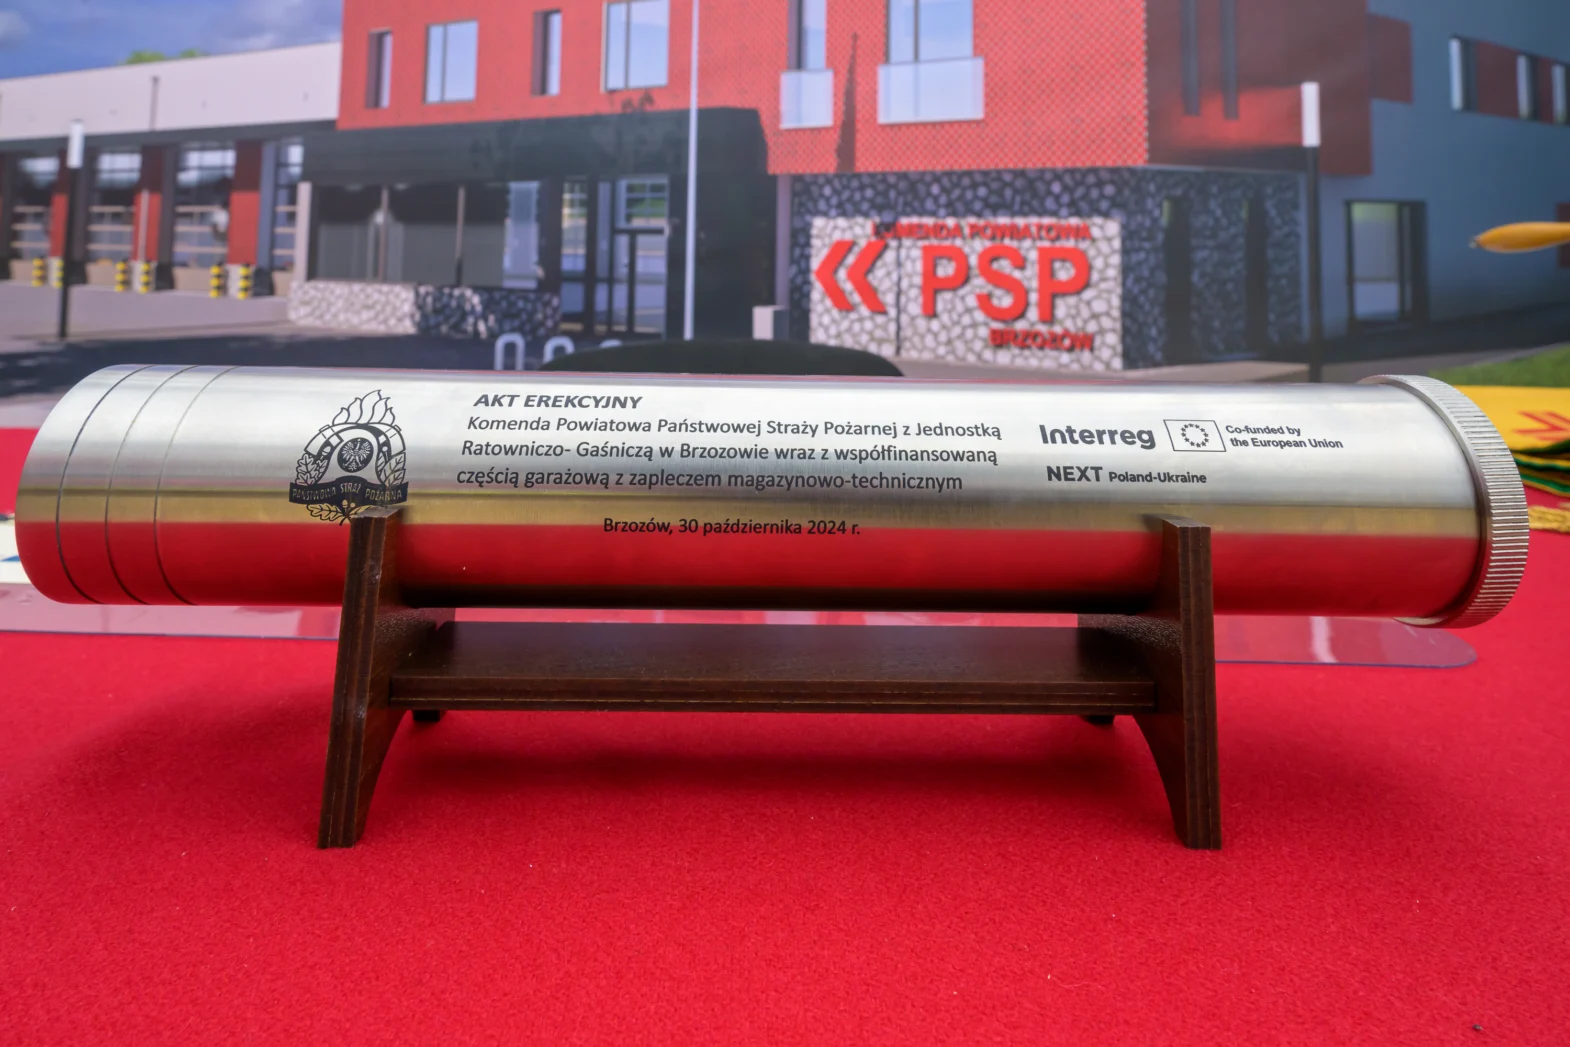 KOMENDA POWIATOWA
PSP
BRZOZÓW
AKT EREKCYJNY
Komenda Powiatowa Państwowej Straży Pożarnej z Jednostką
Ratowniczo- Gaśniczą w Brzozowie wraz z współfinansowaną
częścią garażową z zapleczem magazynowo-technicznym
Brzozów, 30 października 2024 r.
PAŃSTWOWA STRAŻ POŻARNA
Interreg
Co-funded by
the European Union
NEXT Poland-Ukraine